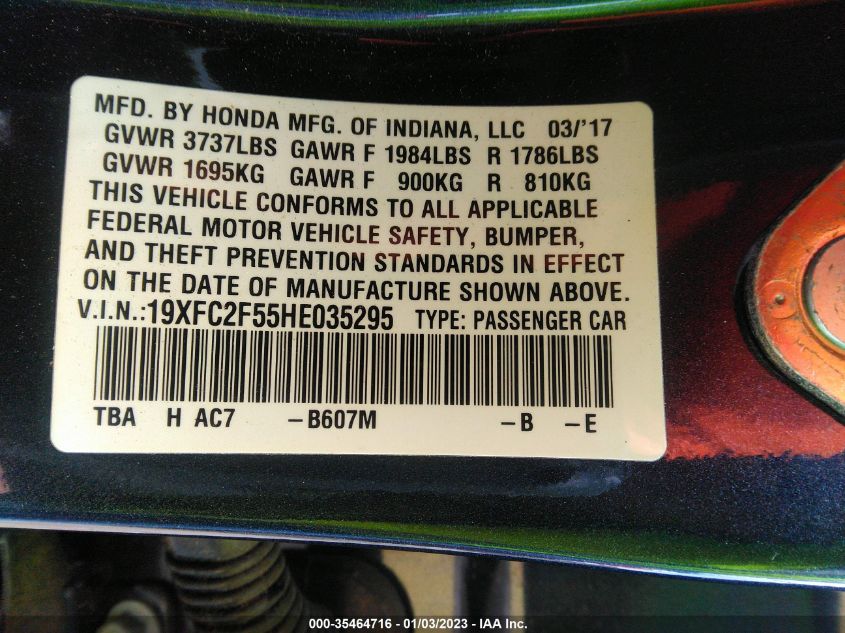 MFD. BY HONDA MFG. OF INDIANA, LLC 03/'17
GVWR 3737LBS GAWR F 1984LBS R 1786LBS
GVWR 1695KG GAWR F 900KG R 810KG
THIS VEHICLE CONFORMS TO ALL APPLICABLE
FEDERAL MOTOR VEHICLE SAFETY, BUMPER,
AND THEFT PREVENTION STANDARDS IN EFFECT
ON THE DATE OF MANUFACTURE SHOWN ABOVE.
V.I.N.:19XFC2F55HE035295 TYPE: PASSENGER CAR
TBA H AC7 –B607M –B –E
000-35464716 - 01/03/2023 - IAA Inc.